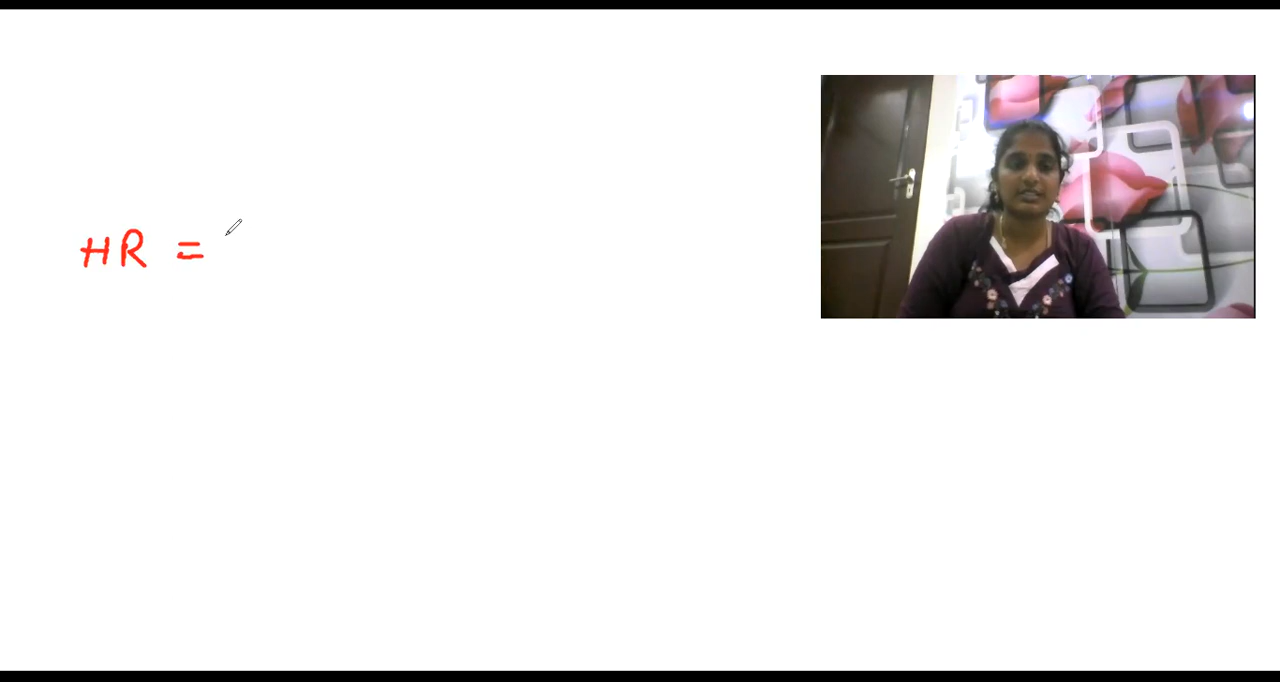 HR =